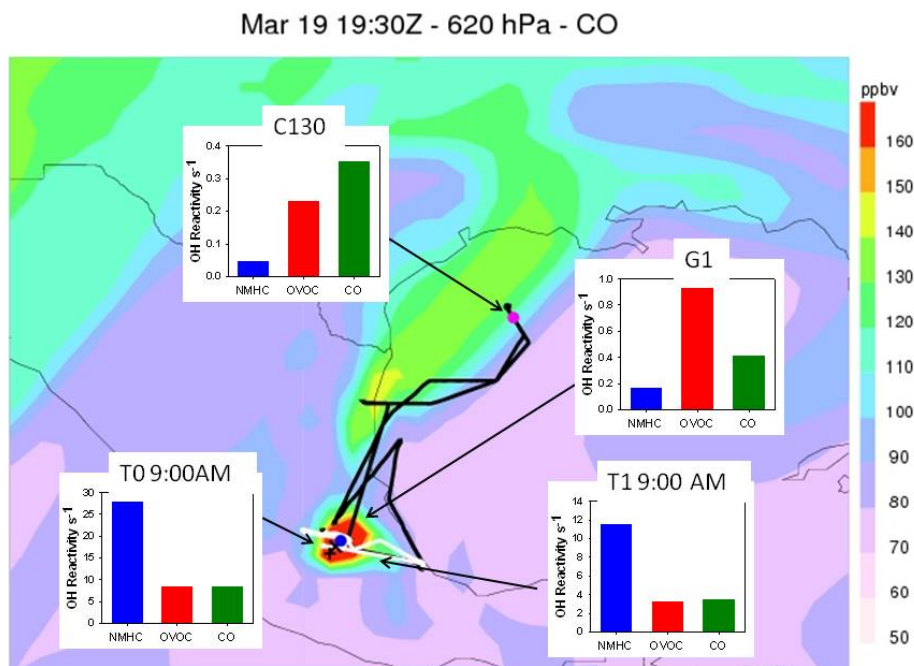 Mar 19 19:30Z - 620 hPa - CO
ppbv
160
150
140
130
120
110
100
90
80
70
60
50
C130
OH Reactivity s-1
0.4
0.3
0.2
0.1
0.0
NMHC OVOC CO
G1
OH Reactivity s-1
1.0
0.8
0.6
0.4
0.2
0.0
NMHC OVOC CO
T0 9:00AM
OH Reactivity s-1
30
25
20
15
10
5
0
NMHC OVOC CO
T1 9:00 AM
OH Reactivity s-1
14
12
10
8
6
4
2
0
NMHC OVOC CO